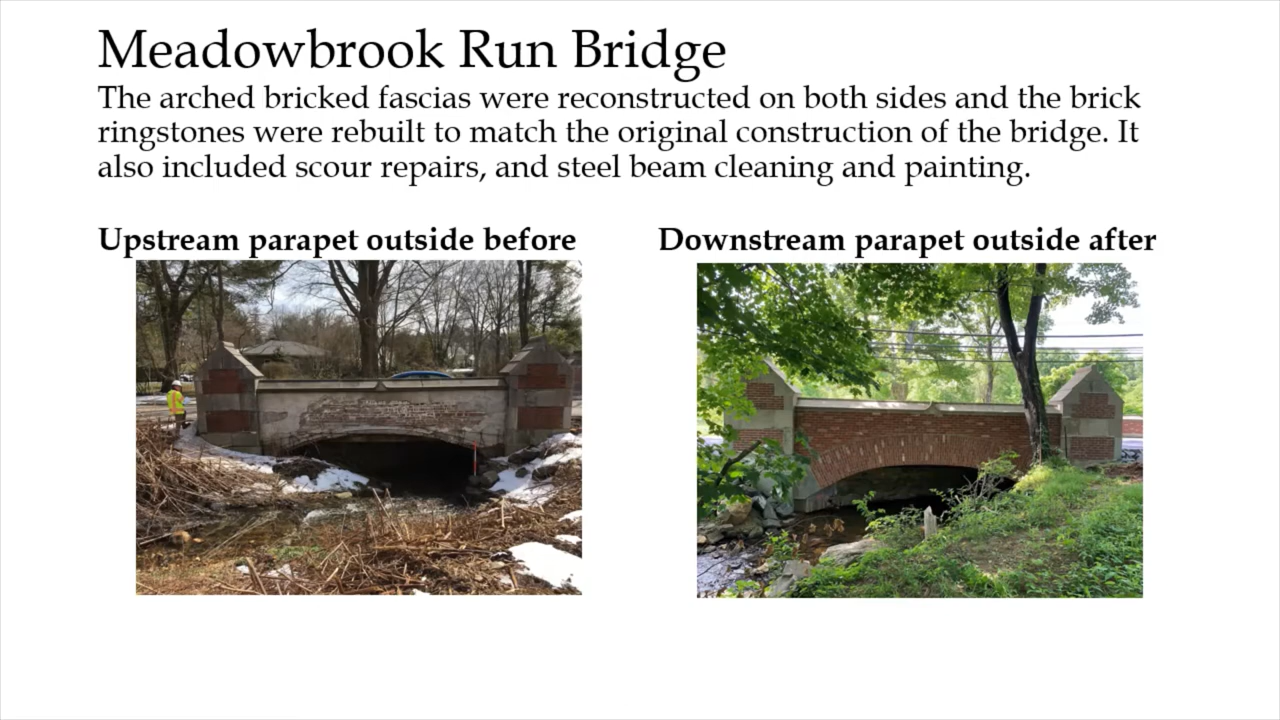 Meadowbrook Run Bridge
The arched bricked fascias were reconstructed on both sides and the brick
ringstones were rebuilt to match the original construction of the bridge. It
also included scour repairs, and steel beam cleaning and painting.
Upstream parapet outside before
Downstream parapet outside after